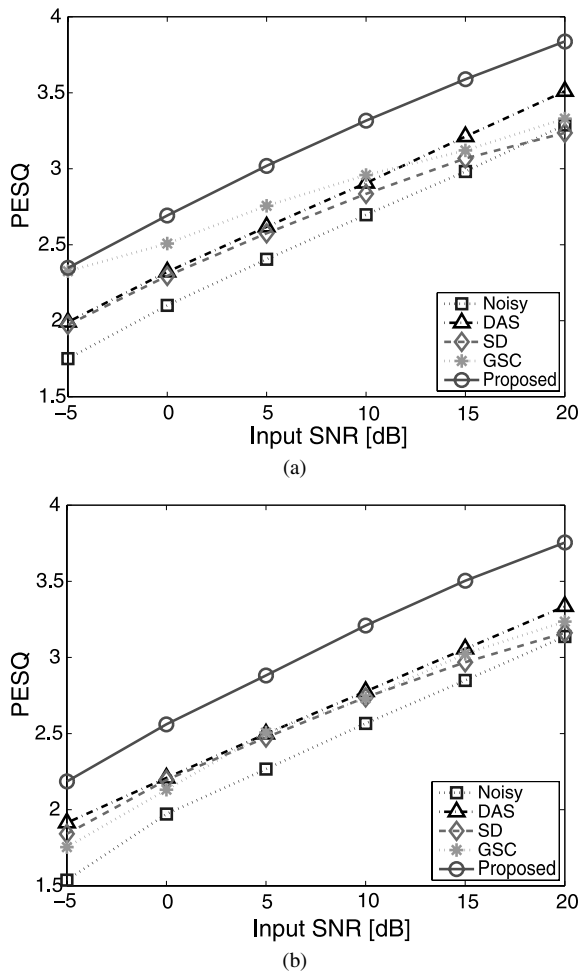 4
3.5
3
2.5
2
1.5
PESQ
−5
0
5
10
15
20
Input SNR [dB]
Noisy
DAS
SD
GSC
Proposed
(a)
4
3.5
3
2.5
2
1.5
PESQ
−5
0
5
10
15
20
Input SNR [dB]
Noisy
DAS
SD
GSC
Proposed
(b)